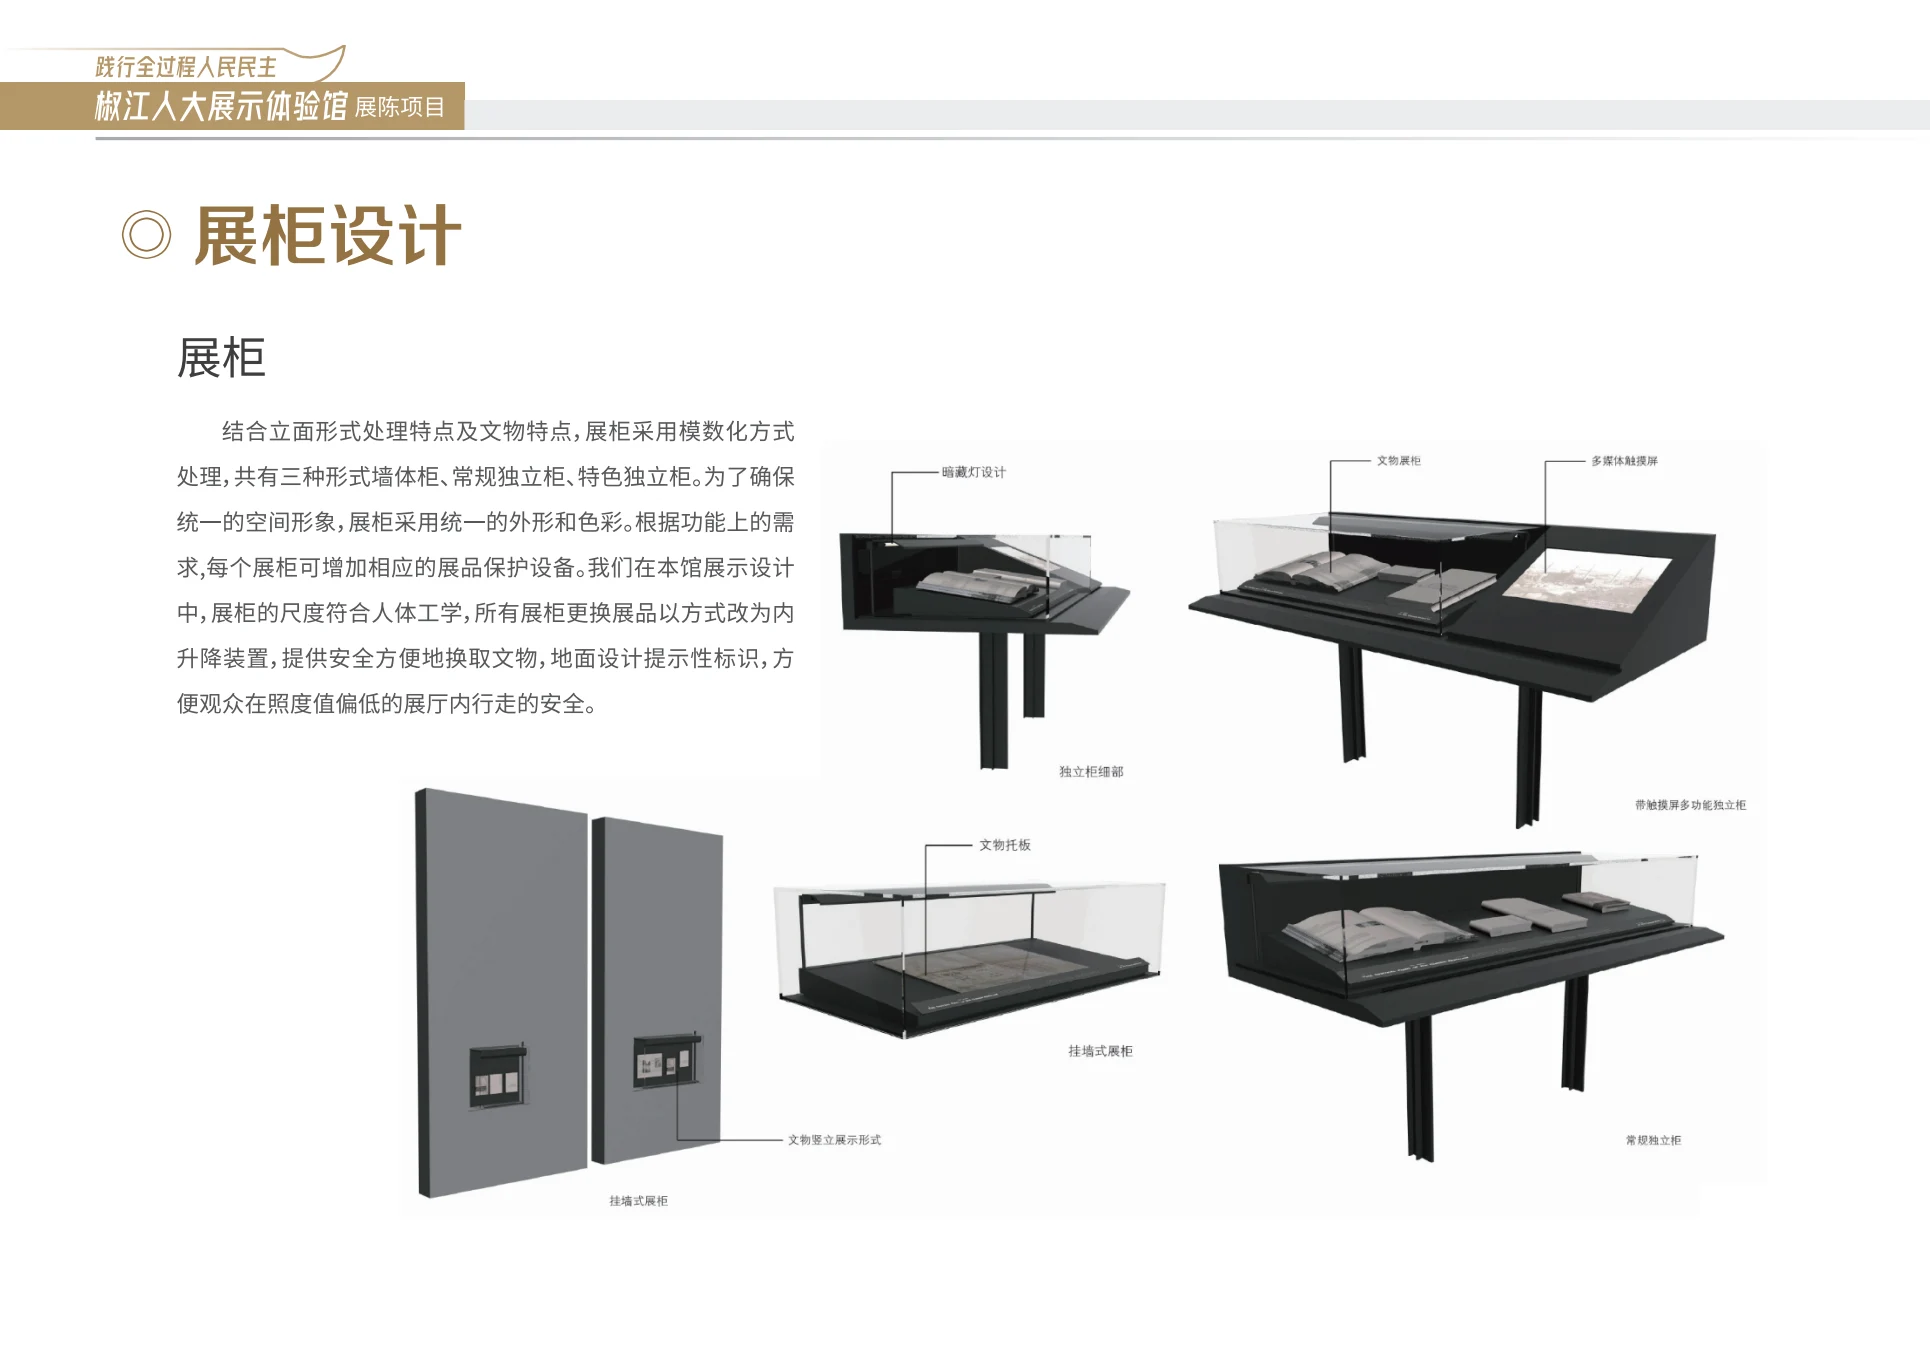 践行全过程人民民主
椒江人大展示体验馆 展陈项目
展柜设计
展柜
结合立面形式处理特点及文物特点，展柜采用模数化方式
处理，共有三种形式墙体柜、常规独立柜、特色独立柜。为了确保
统一的空间形象，展柜采用统一的外形和色彩。根据功能上的需
求,每个展柜可增加相应的展品保护设备。我们在本馆展示设计
中，展柜的尺度符合人体工学，所有展柜更换展品以方式改为内
升降装置，提供安全方便地换取文物，地面设计提示性标识，方
便观众在照度值偏低的展厅内行走的安全。
暗藏灯设计
文物展柜
多媒体触摸屏
独立柜细部
带触摸屏多功能独立柜
文物托板
挂墙式展柜
文物竖立展示形式
常规独立柜
挂墙式展柜